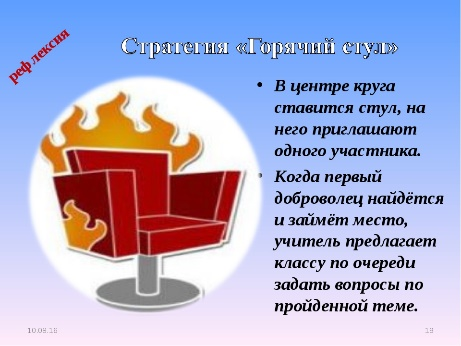 рефлексия
Стратегия «Горячий стул»
• В центре круга
ставится стул, на
него приглашают
одного участника.
• Когда первый
доброволец найдётся
и займёт место,
учитель предлагает
классу по очереди
задать вопросы по
пройденной теме.
10.09.16
19